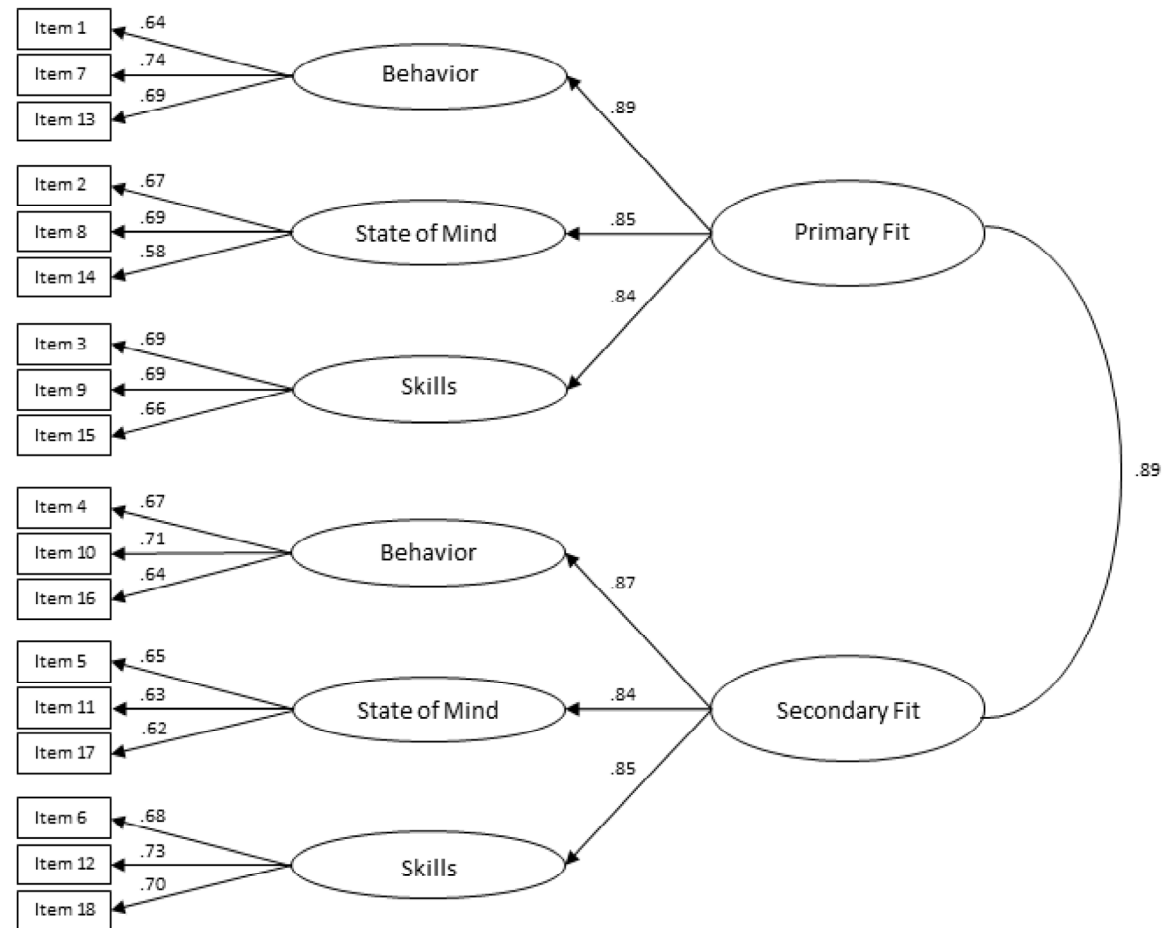 Item 1
.64
Item 7
.74
Item 13
.69
Behavior
.89
Item 2
.67
Item 8
.69
Item 14
.58
State of Mind
.85
Primary Fit
.84
Item 3
.69
Item 9
.69
Item 15
.66
Skills
.89
Item 4
.67
Item 10
.71
Item 16
.64
Behavior
.87
Item 5
.65
Item 11
.63
Item 17
.62
State of Mind
.84
Secondary Fit
.85
Item 6
.68
Item 12
.73
Item 18
.70
Skills